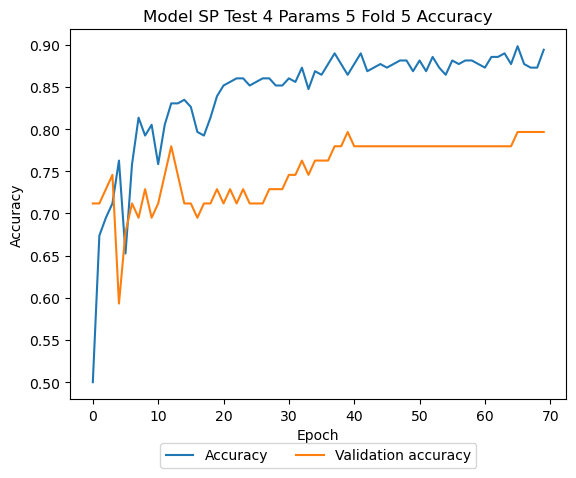 Model SP Test 4 Params 5 Fold 5 Accuracy
0.90
0.85
0.80
0.75
0.70
0.65
0.60
0.55
0.50
Accuracy
0 10 20 30 40 50 60 70
Epoch
Accuracy Validation accuracy